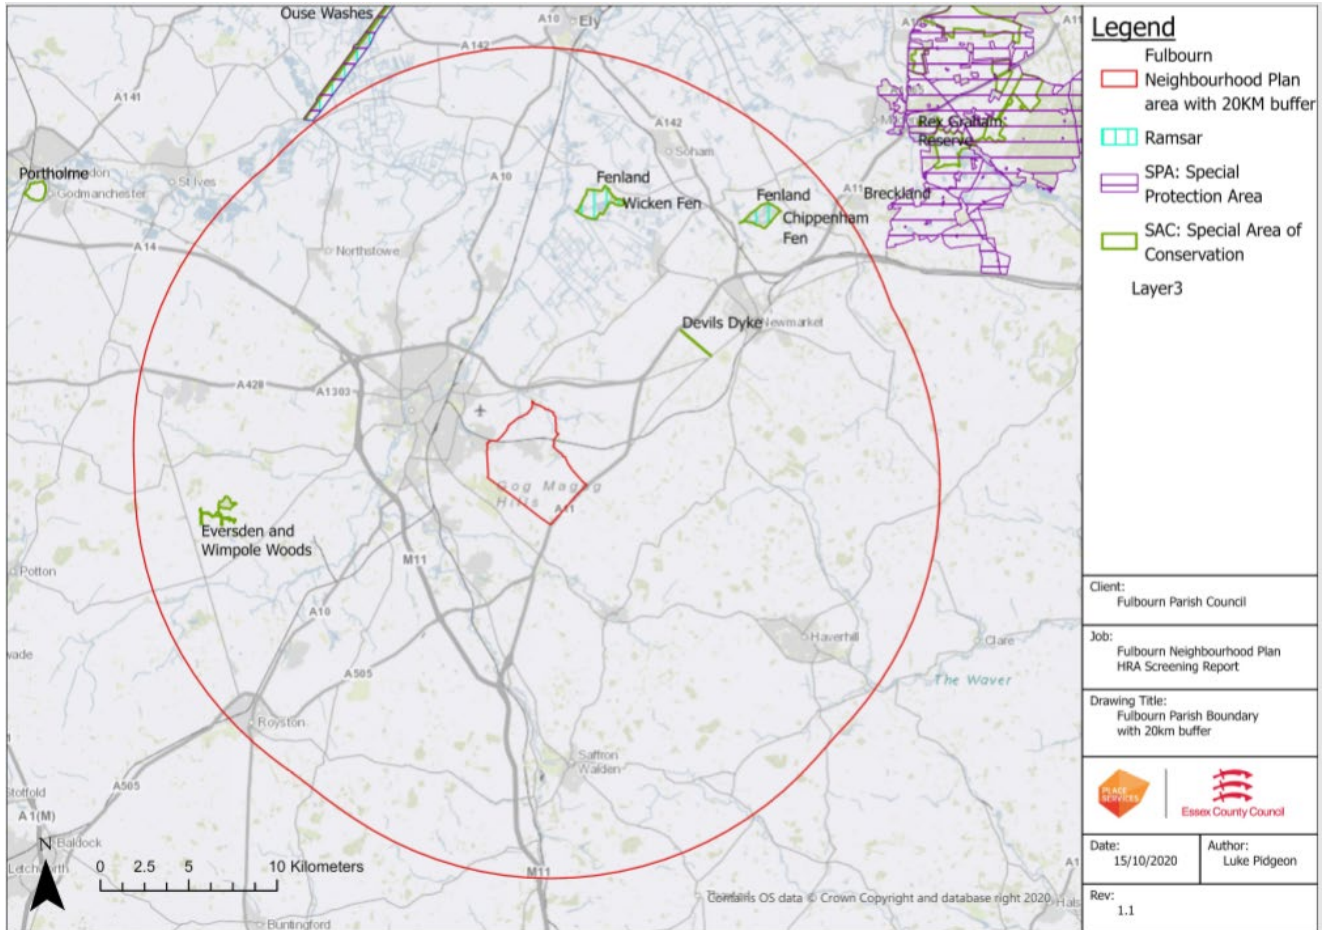 Ouse Washes
A10
Ely
A142
A141
A142
Soham
Rex Graham
Reserve
Portholme
Godmanchester
St Ives
A10
Fenland
Wicken Fen
Fenland
Chippenham
Fen
A11
Breckland
A14
Northstowe
Devils Dyke
Newmarket
A428
A1303
Gog Magog
Hills
A11
Eversden and
Wimpole Woods
M11
Potton
A10
Haverhill
Clare
A505
The Waver
Royston
Saffron
Walden
A505
Stotfold
A1(M)
Baldock
Letchworth
N
0 2.5 5 10 Kilometers
M11
Contains OS data © Crown Copyright and database right 2020
Buntingford
Legend
Fulbourn
Neighbourhood Plan
area with 20KM buffer
Ramsar
SPA: Special
Protection Area
SAC: Special Area of
Conservation
Layer3
Client:
Fulbourn Parish Council
Job:
Fulbourn Neighbourhood Plan
HRA Screening Report
Drawing Title:
Fulbourn Parish Boundary
with 20km buffer
PLACE
SERVICES
Essex County Council
Date:
15/10/2020
Author:
Luke Pidgeon
Rev:
1.1